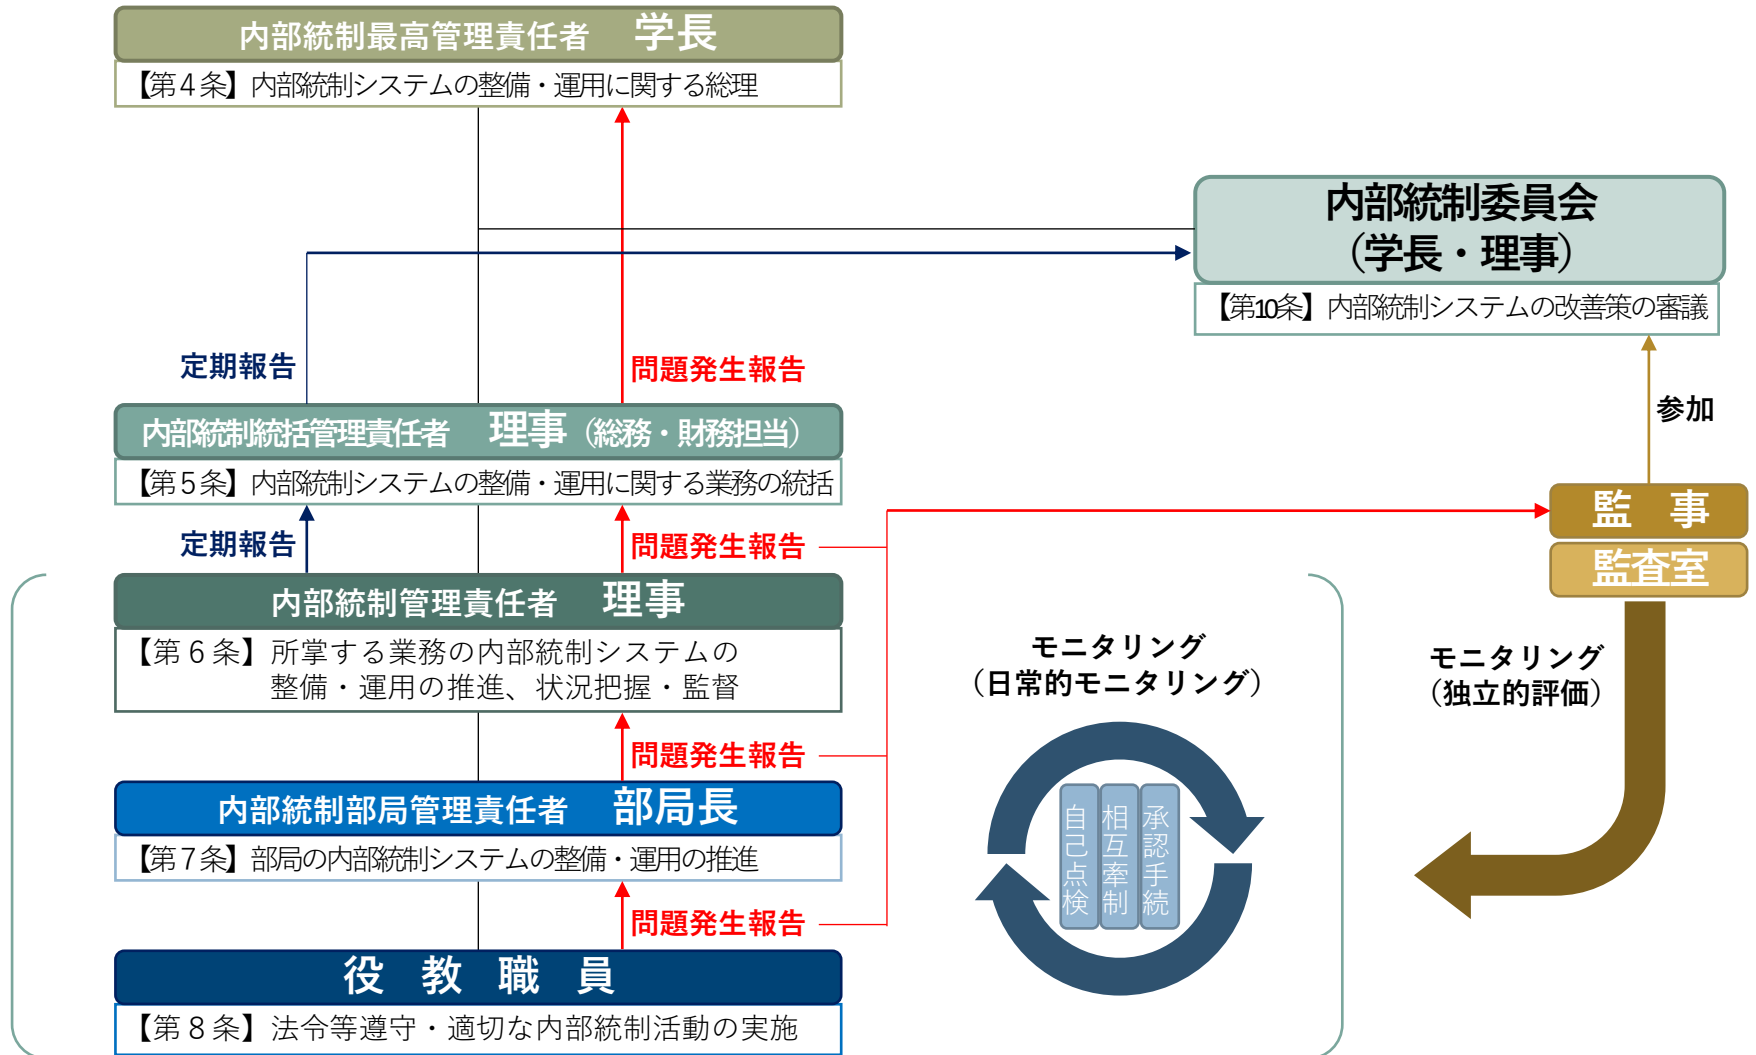 内部統制最高管理責任者　学長
【第４条】内部統制システムの整備・運用に関する総理
内部統制委員会
（学長・理事）
【第10条】内部統制システムの改善策の審議
定期報告
問題発生報告
参加
内部統制統括管理責任者　理事（総務・財務担当）
【第５条】内部統制システムの整備・運用に関する業務の統括
監　事
監査室
定期報告
問題発生報告
内部統制管理責任者　理事
【第６条】所掌する業務の内部統制システムの
整備・運用の推進、状況把握・監督
モニタリング
（日常的モニタリング）
モニタリング
（独立的評価）
問題発生報告
内部統制部局管理責任者　部局長
【第７条】部局の内部統制システムの整備・運用の推進
自己点検
相互牽制
承認手続
問題発生報告
役　教　職　員
【第８条】法令等遵守・適切な内部統制活動の実施